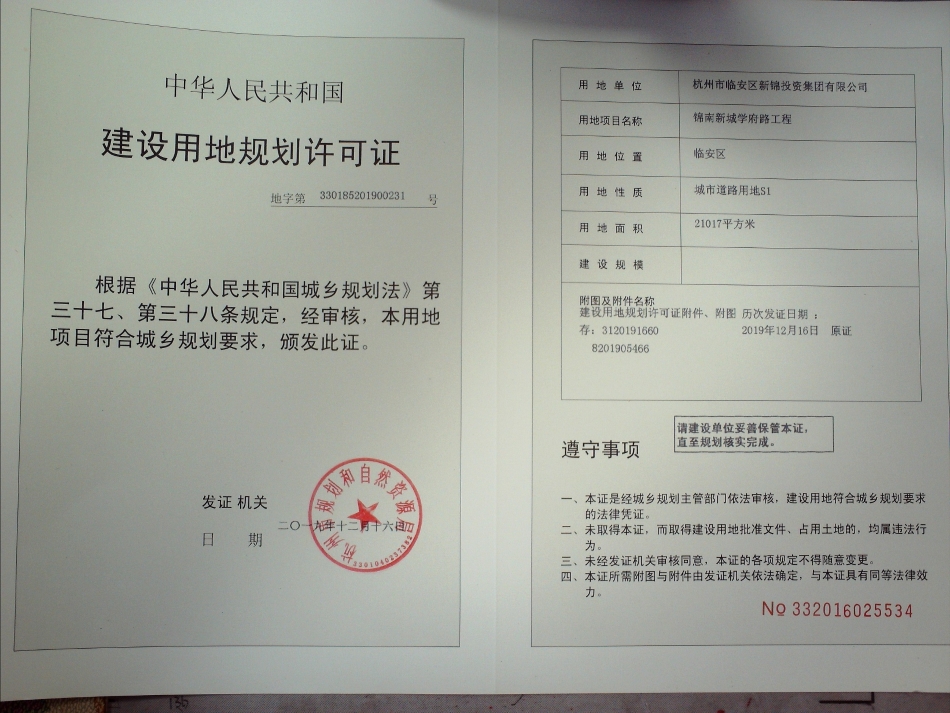 中华人民共和国
建设用地规划许可证
地字第 330185201900231 号
根据《中华人民共和国城乡规划法》第
三十七、第三十八条规定，经审核，本用地
项目符合城乡规划要求，颁发此证。
发证 机关
二〇一九年十二月十六日
日 期
杭州市规划和自然资源局
用 地 单 位 杭州市临安区新锦投资集团有限公司
用地项目名称 锦南新城学府路工程
用 地 位 置 临安区
用 地 性 质 城市道路用地S1
用 地 面 积 21017平方米
建 设 规 模
附图及附件名称
建设用地规划许可证附件、附图 历次发证日期 ：
存：3120191660 2019年12月16日 原证
8201905466
遵守事项
请建设单位妥善保管本证，
直至规划核实完成。
一、本证是经城乡规划主管部门依法审核，建设用地符合城乡规划要求
的法律凭证。
二、未取得本证，而取得建设用地批准文件、占用土地的，均属违法行
为。
三、未经发证机关审核同意，本证的各项规定不得随意变更。
四、本证所需附图与附件由发证机关依法确定，与本证具有同等法律效
力。
№ 332016025534